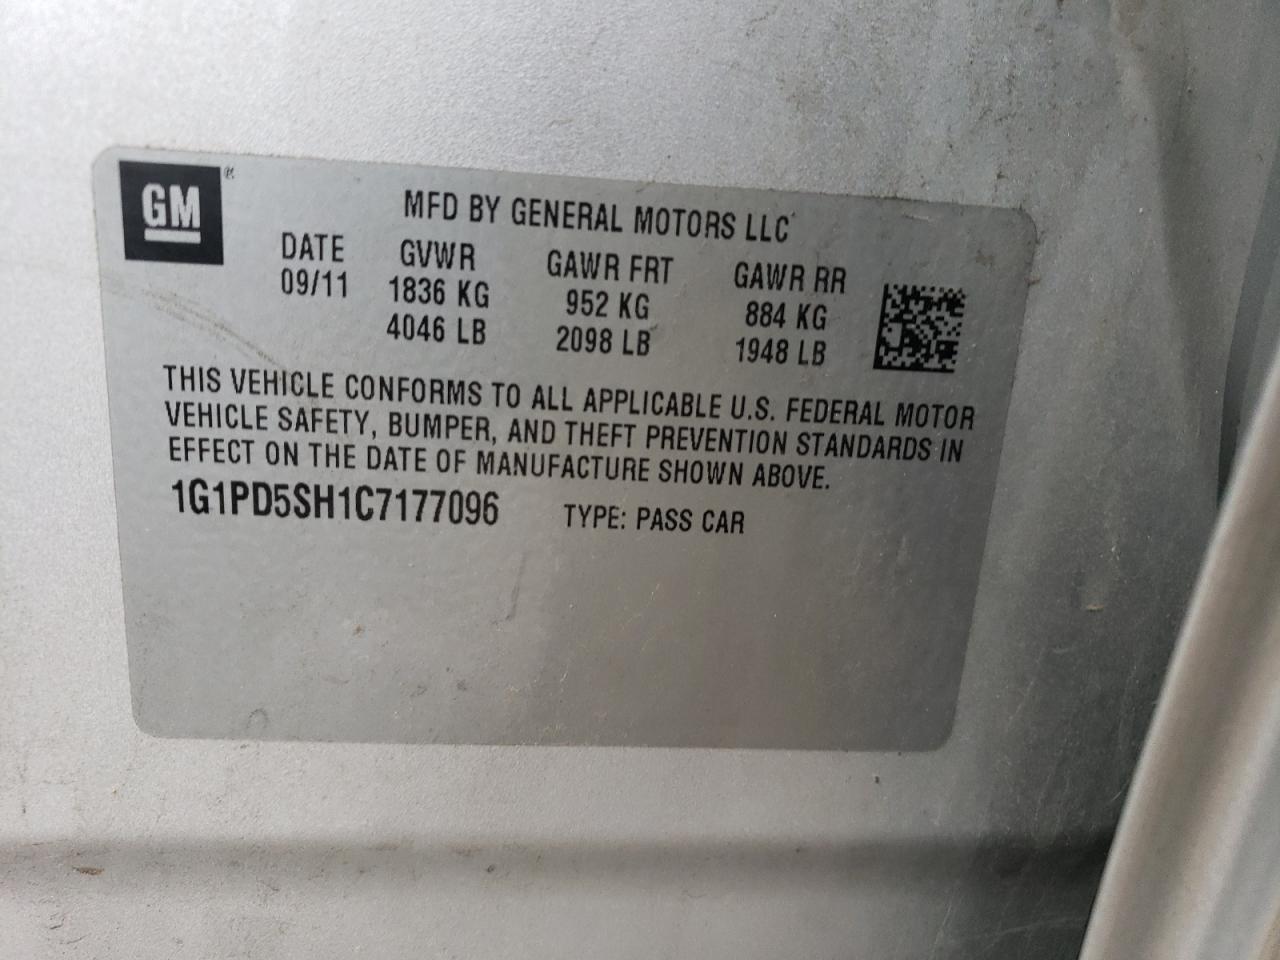 GM®
MFD BY GENERAL MOTORS LLC
DATE GVWR GAWR FRT GAWR RR
09/11 1836 KG 952 KG 884 KG
4046 LB 2098 LB 1948 LB
THIS VEHICLE CONFORMS TO ALL APPLICABLE U.S. FEDERAL MOTOR
VEHICLE SAFETY, BUMPER, AND THEFT PREVENTION STANDARDS IN
EFFECT ON THE DATE OF MANUFACTURE SHOWN ABOVE.
1G1PD5SH1C7177096 TYPE: PASS CAR